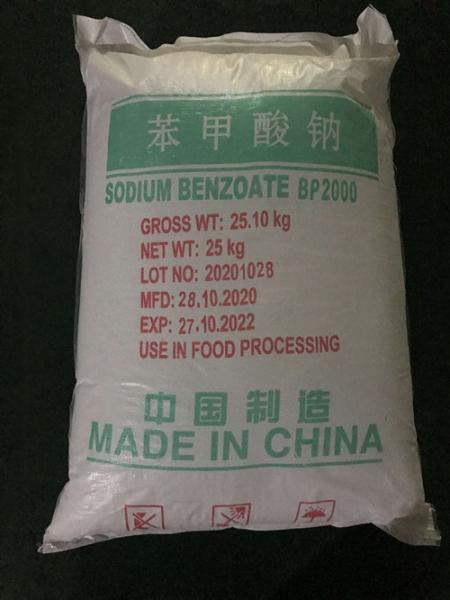 苯甲酸钠
SODIUM BENZOATE BP2000
GROSS WT: 25.10 kg
NET WT: 25 kg
LOT NO: 20201028
MFD: 28.10.2020
EXP: 27.10.2022
USE IN FOOD PROCESSING
中国制造
MADE IN CHINA